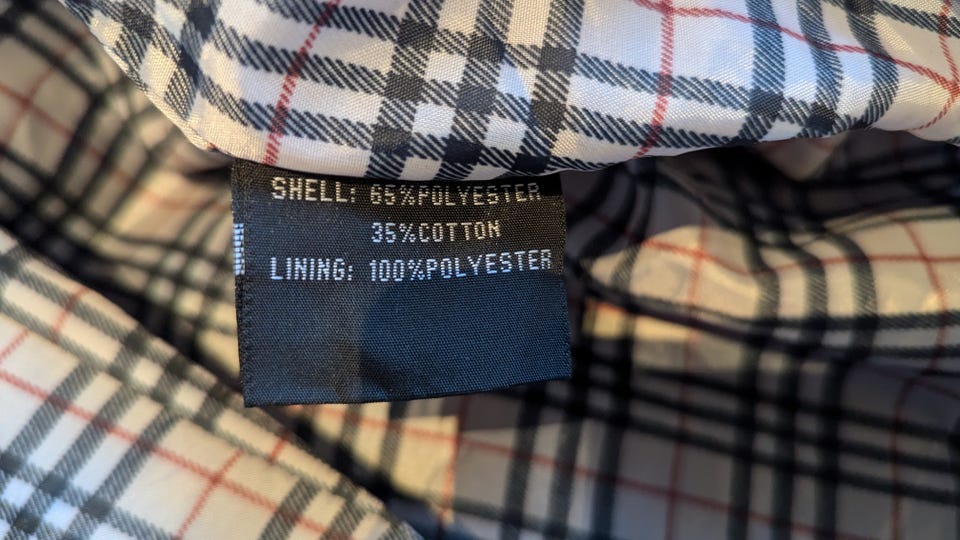 SHELL: 65%POLYESTER
35%COTTON
LINING: 100%POLYESTER